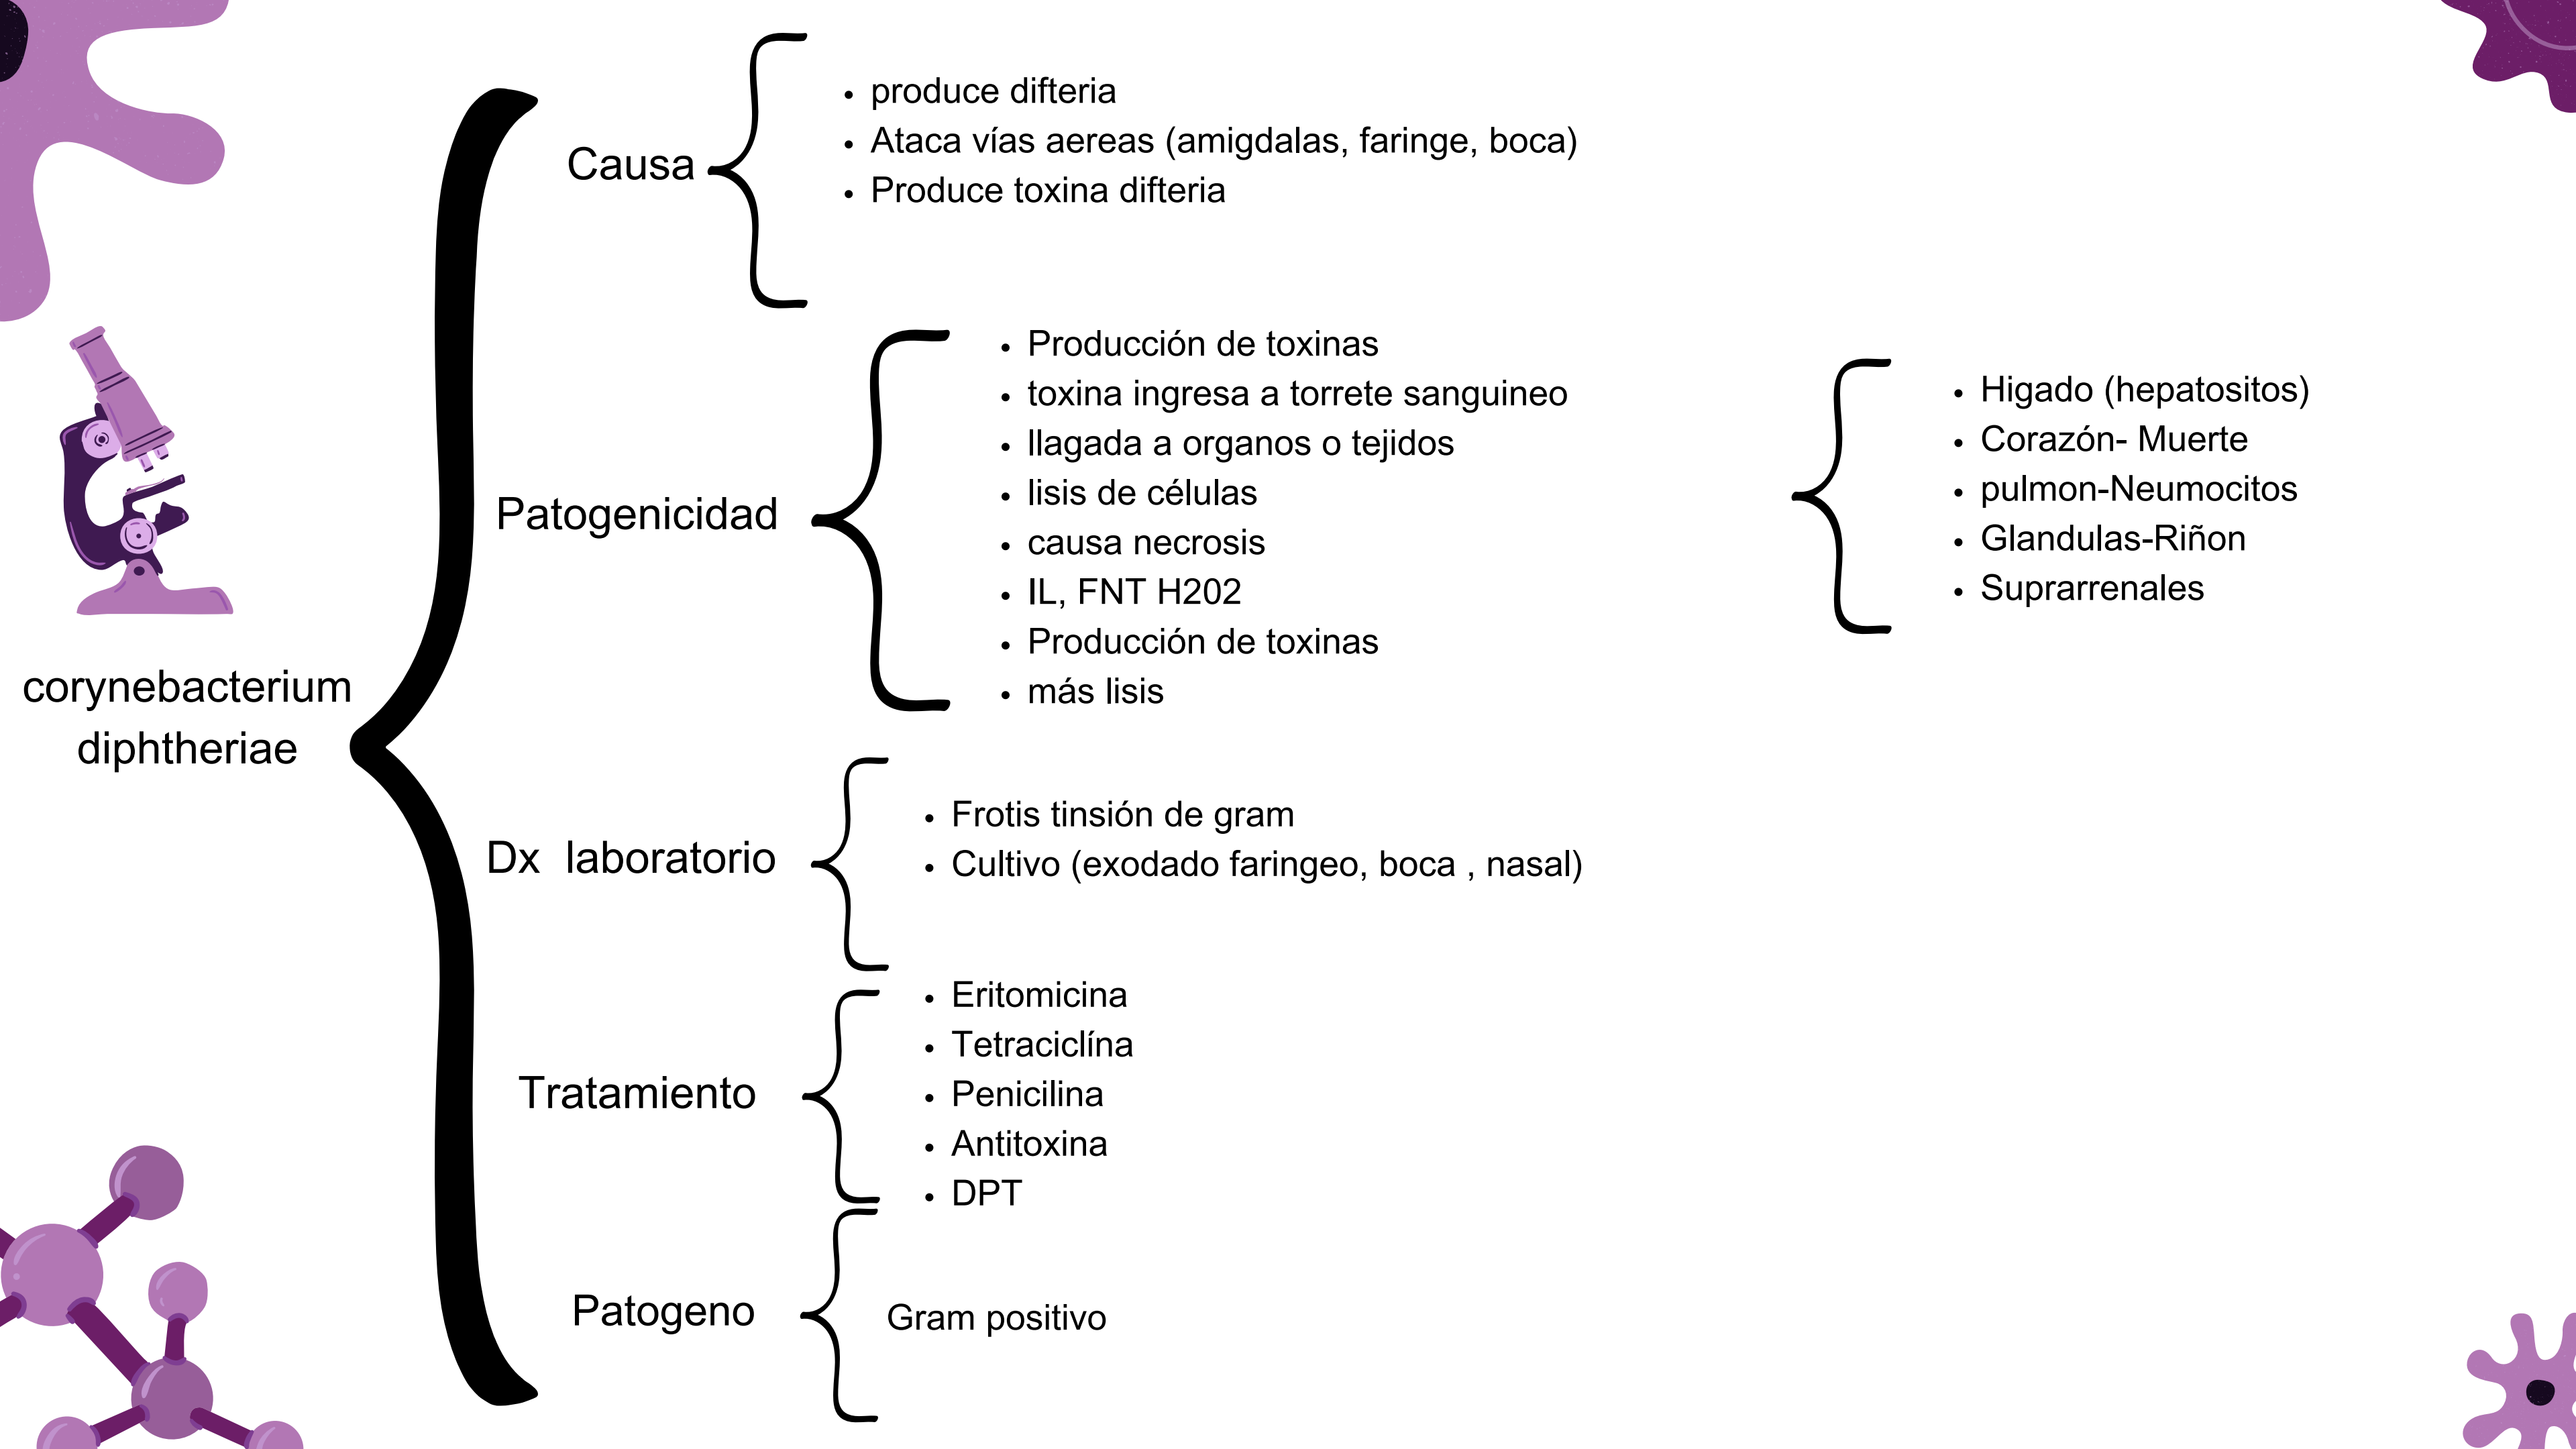 corynebacterium
diphtheriae
Causa
produce difteria
Ataca vías aereas (amigdalas, faringe, boca)
Produce toxina difteria
Patogenicidad
Producción de toxinas
toxina ingresa a torrete sanguineo
llagada a organos o tejidos
lisis de células
causa necrosis
IL, FNT H202
Producción de toxinas
más lisis
Higado (hepatositos)
Corazón- Muerte
pulmon-Neumocitos
Glandulas-Riñon
Suprarrenales
Dx laboratorio
Frotis tinsión de gram
Cultivo (exodado faringeo, boca , nasal)
Tratamiento
Eritomicina
Tetraciclína
Penicilina
Antitoxina
DPT
Patogeno
Gram positivo